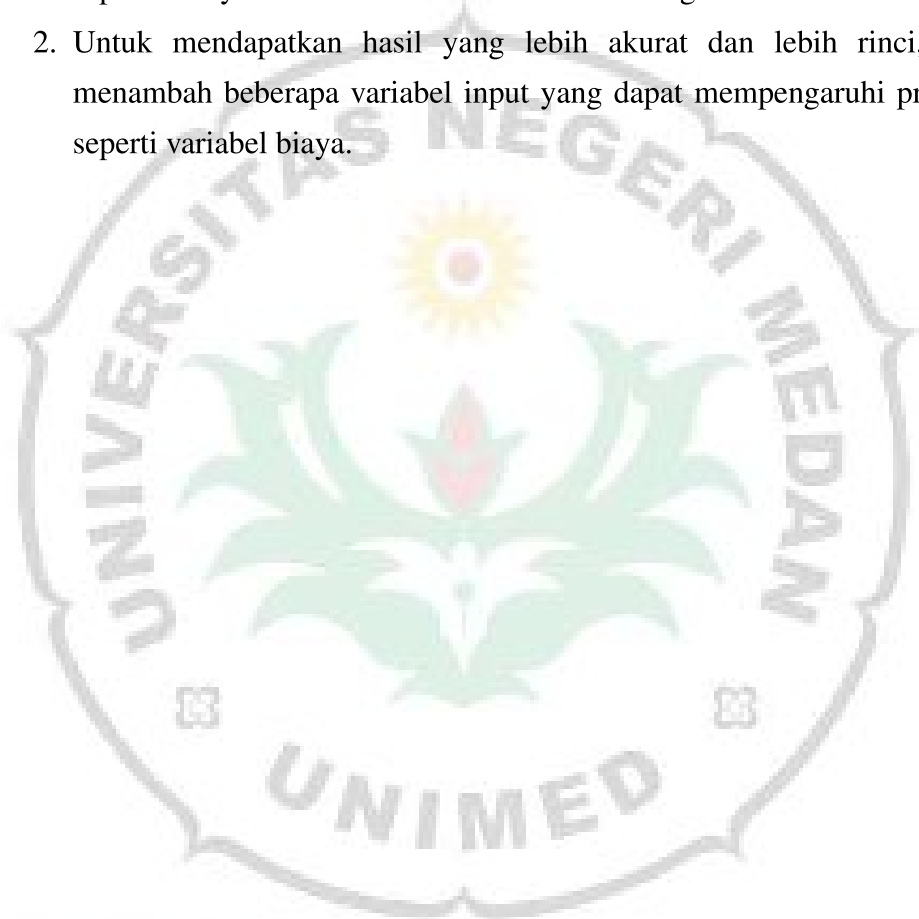 2. Untuk mendapatkan hasil yang lebih akurat dan lebih rinci,
menambah beberapa variabel input yang dapat mempengaruhi
seperti variabel biaya.
UNIVERSITAS NEGERI MEDAN
UNIMED